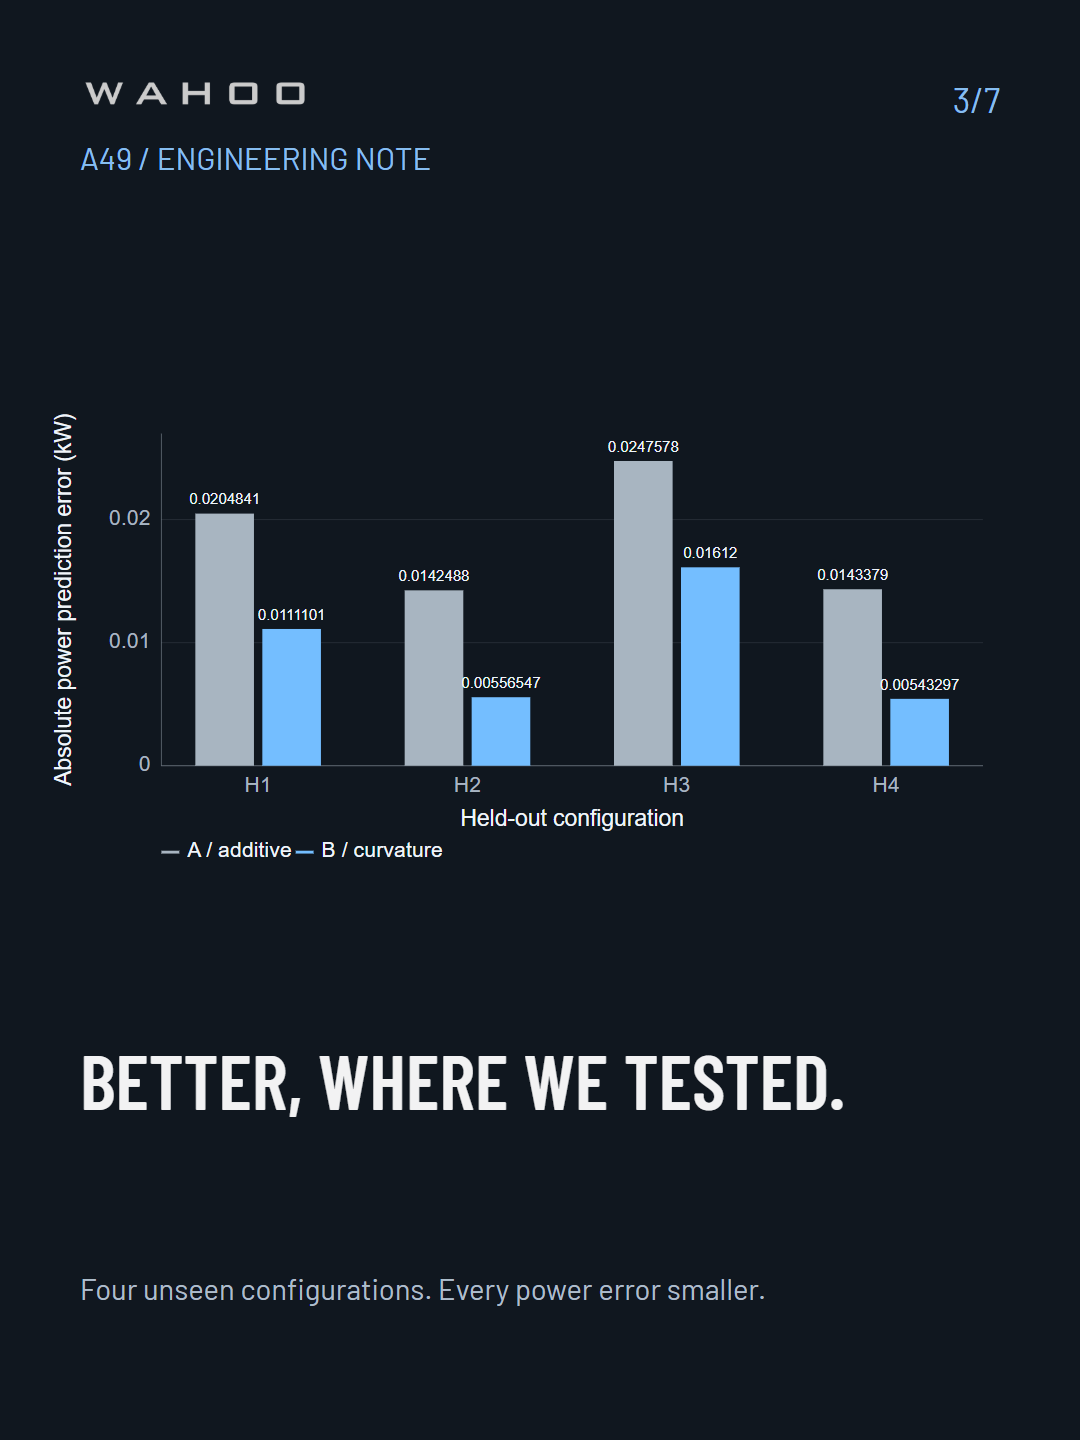 WAHOO
3/7
A49 / ENGINEERING NOTE
Absolute power prediction error (kW)
0.02
0.01
0
0.0204841
0.0111101
0.0142488
0.00556547
0.0247578
0.01612
0.0143379
0.00543297
H1
H2
H3
H4
Held-out configuration
A / additive
B / curvature
BETTER, WHERE WE TESTED.
Four unseen configurations. Every power error smaller.